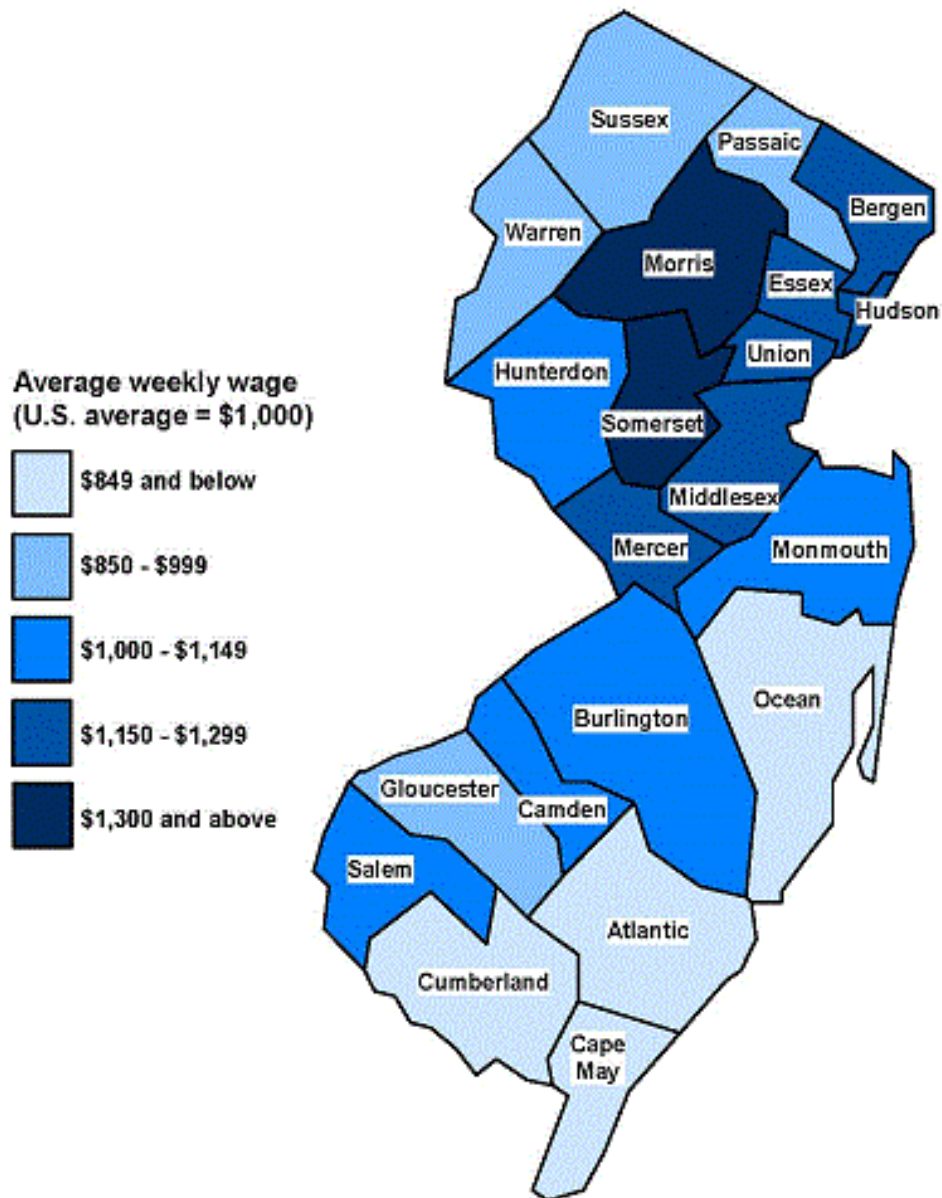 Sussex
Passaic
Bergen
Warren
Morris
Essex
Hudson
Union
Hunterdon
Average weekly wage
(U.S. average = $1,000)
Somerset
$849 and below
Middlesex
Mercer
Monmouth
$850 - $999
$1,000 - $1,149
Ocean
Burlington
$1,150 - $1,299
Gloucester
Camden
$1,300 and above
Salem
Atlantic
Cumberland
Cape
May